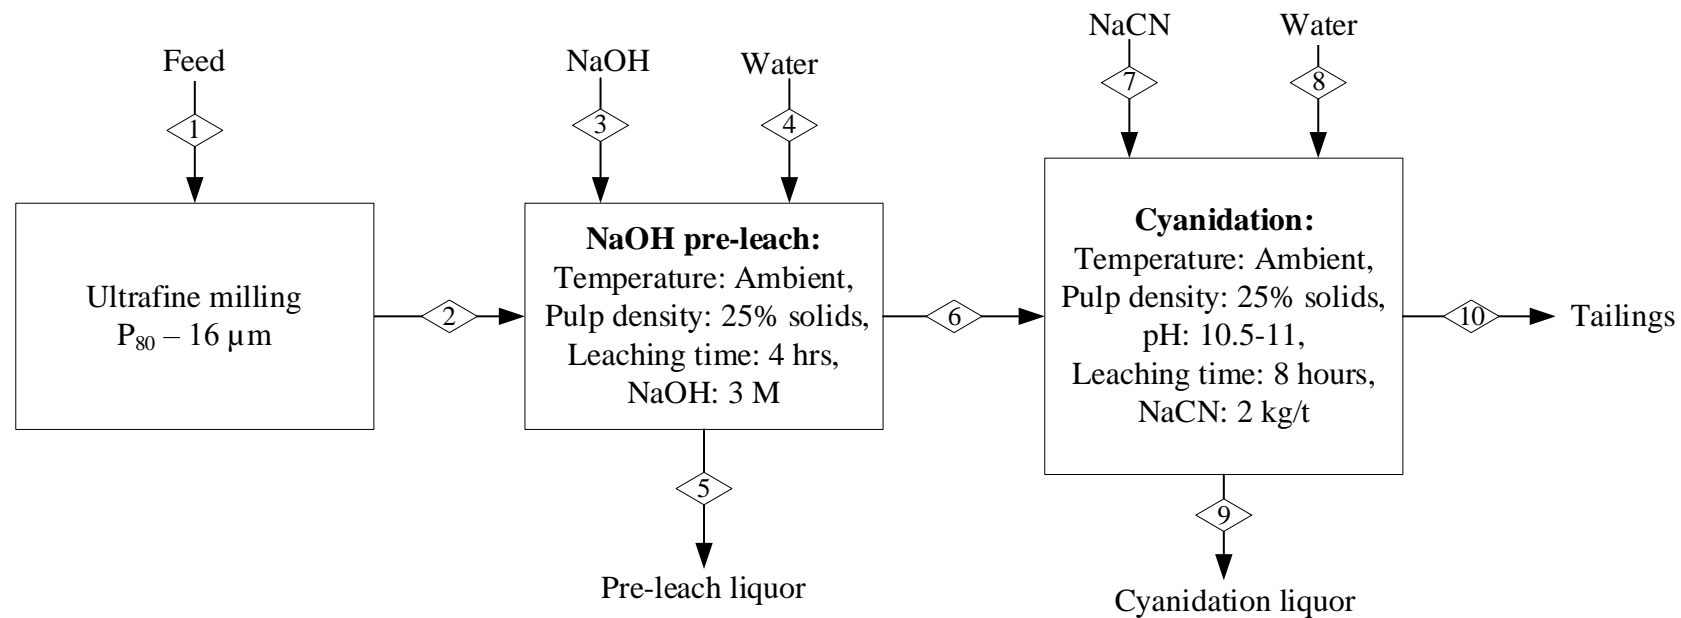 NaCN
Water
Feed
NaOH
Water
7
8
1
3
4
Ultrafine milling
P₈₀ – 16 µm
2
NaOH pre-leach:
Temperature: Ambient,
Pulp density: 25% solids,
Leaching time: 4 hrs,
NaOH: 3 M
6
Cyanidation:
Temperature: Ambient,
Pulp density: 25% solids,
pH: 10.5-11,
Leaching time: 8 hours,
NaCN: 2 kg/t
10
Tailings
5
9
Pre-leach liquor
Cyanidation liquor